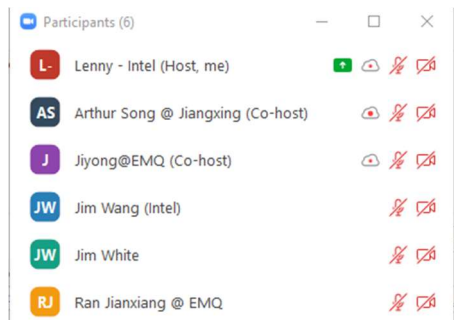 Participants (6)
L- Lenny - Intel (Host, me)
AS Arthur Song @ Jiangxing (Co-host)
J Jiyong@EMQ (Co-host)
JW Jim Wang (Intel)
JW Jim White
RJ Ran Jianxiang @ EMQ